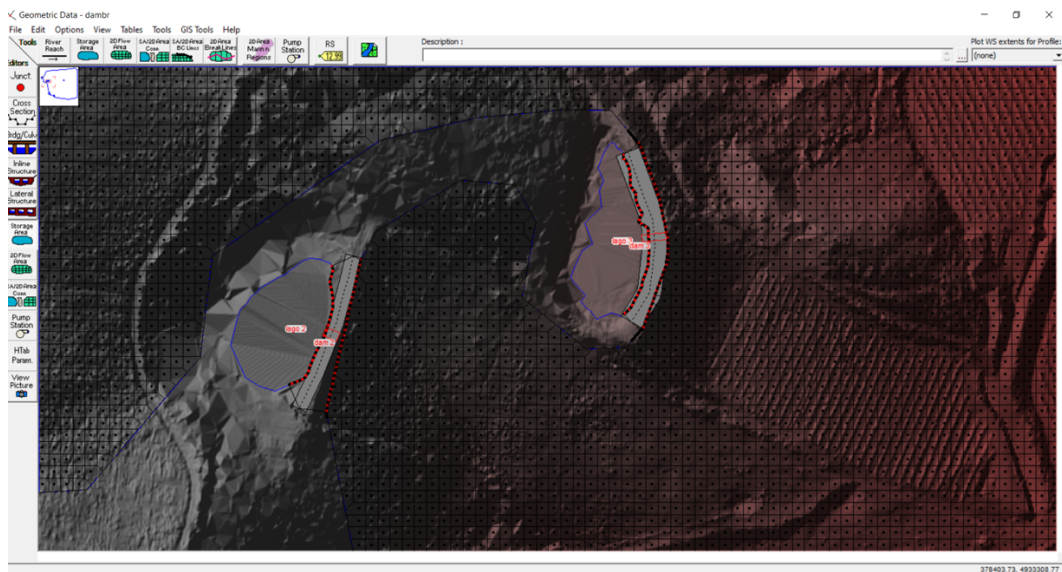 Geometric Data - dambr
File Edit Options View Tables Tools GIS Tools Help
Tools
Editors
River Reach
Storage Area
2D Flow Area
SA/2D Area Conn
SA/2D Area BC Lines
2D Area BreakLines
2D Area Mann n Regions
Pump Station
RS
12.99
Description :
...
Plot WS extents for Profile:
(none)
Junct.
Cross Section
Brdg/Culv
Inline Structure
Lateral Structure
Storage Area
2D Flow Area
SA/2D Area Conn
Pump Station
HTab Param.
View Picture
lago 2
dam 2
lago
dam
378403.73, 4933308.77